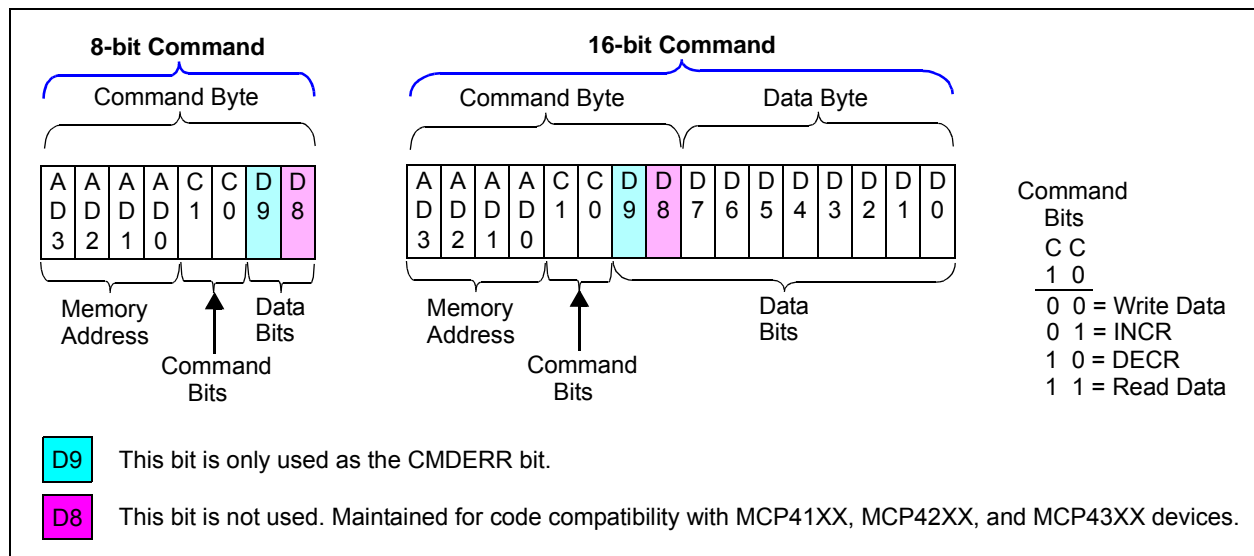 8-bit Command
16-bit Command
Command Byte
Command Byte
Data Byte
A A A A C C D D
D D D D 1 0 9 8
3 2 1 0
A A A A C C D D D D D D D D D D
D D D D 1 0 9 8 7 6 5 4 3 2 1 0
3 2 1 0
Memory
Address
Command
Bits
Data
Bits
Memory
Address
Command
Bits
Data
Bits
Command
Bits
C C
1 0
0 0 = Write Data
0 1 = INCR
1 0 = DECR
1 1 = Read Data
D9 This bit is only used as the CMDERR bit.
D8 This bit is not used. Maintained for code compatibility with MCP41XX, MCP42XX, and MCP43XX devices.